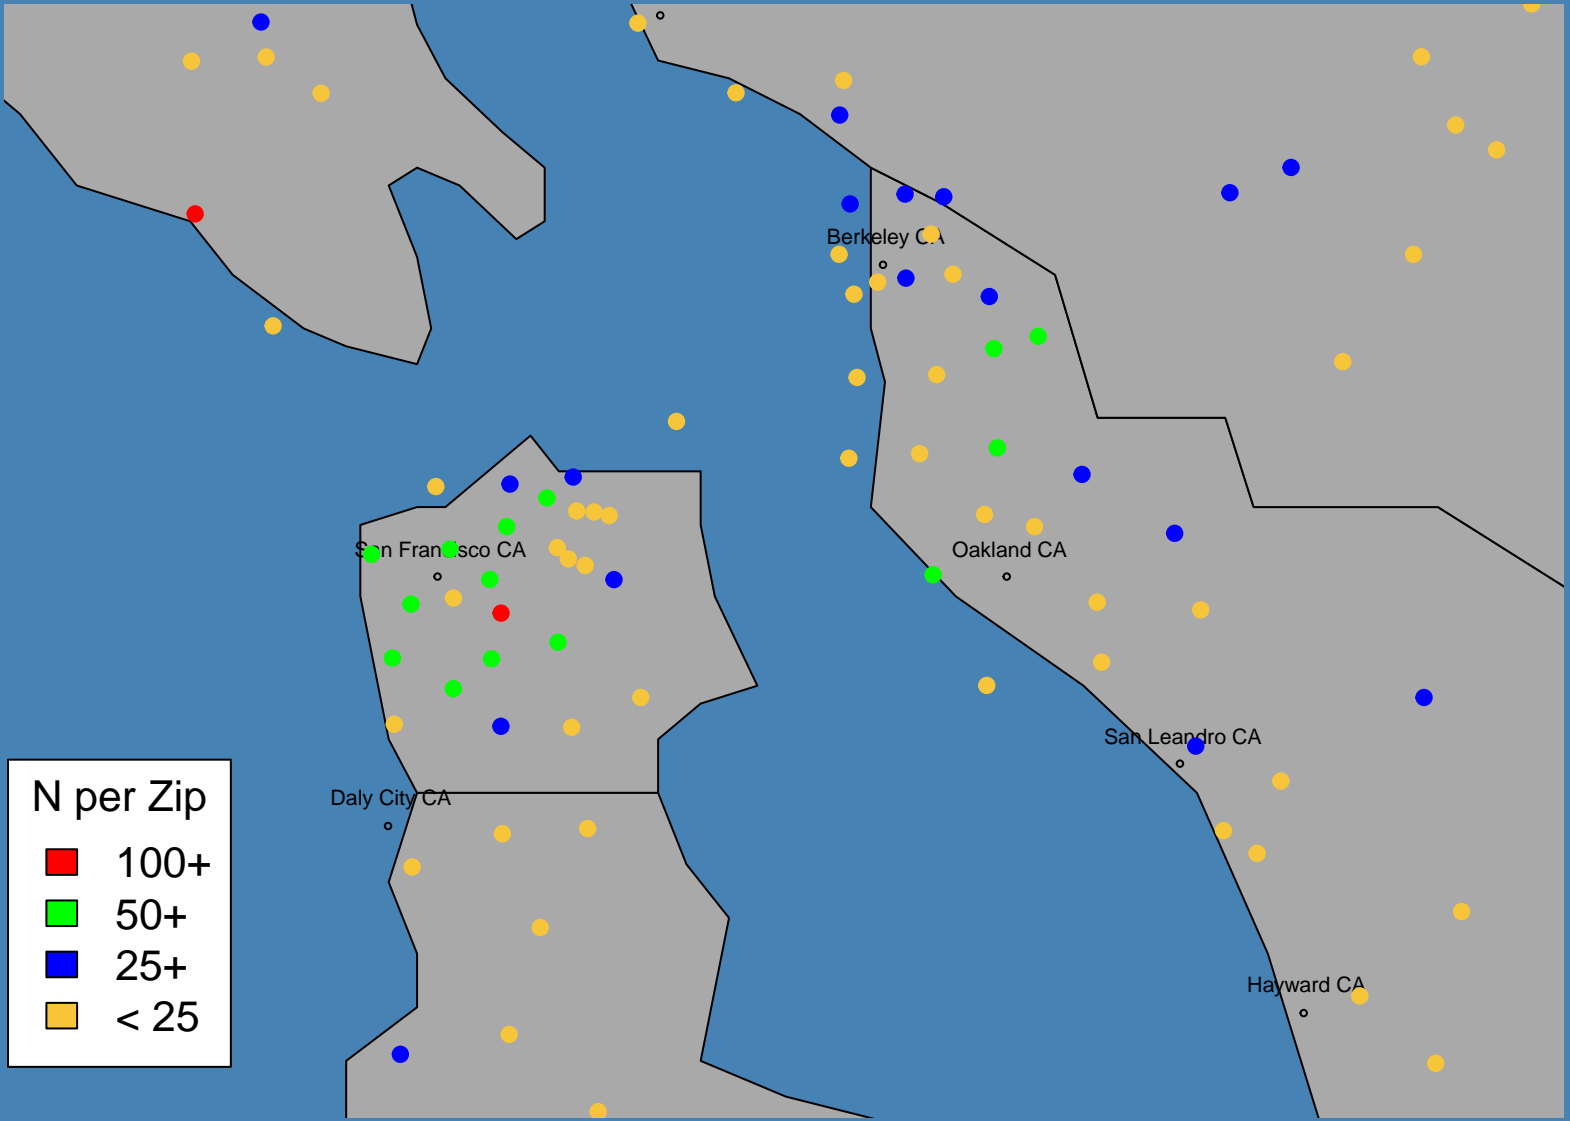 Berkeley CA
San Francisco CA
Oakland CA
San Leandro CA
Daly City CA
N per Zip
100+
50+
25+
< 25
Hayward CA